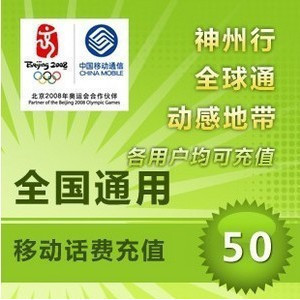 Beijing 2008
中国移动通信
CHINA MOBILE
北京2008年奥运会合作伙伴
Partner of the Beijing 2008 Olympic Games
神州行
全球通
动感地带
各用户均可充值
全国通用
移动话费充值
50